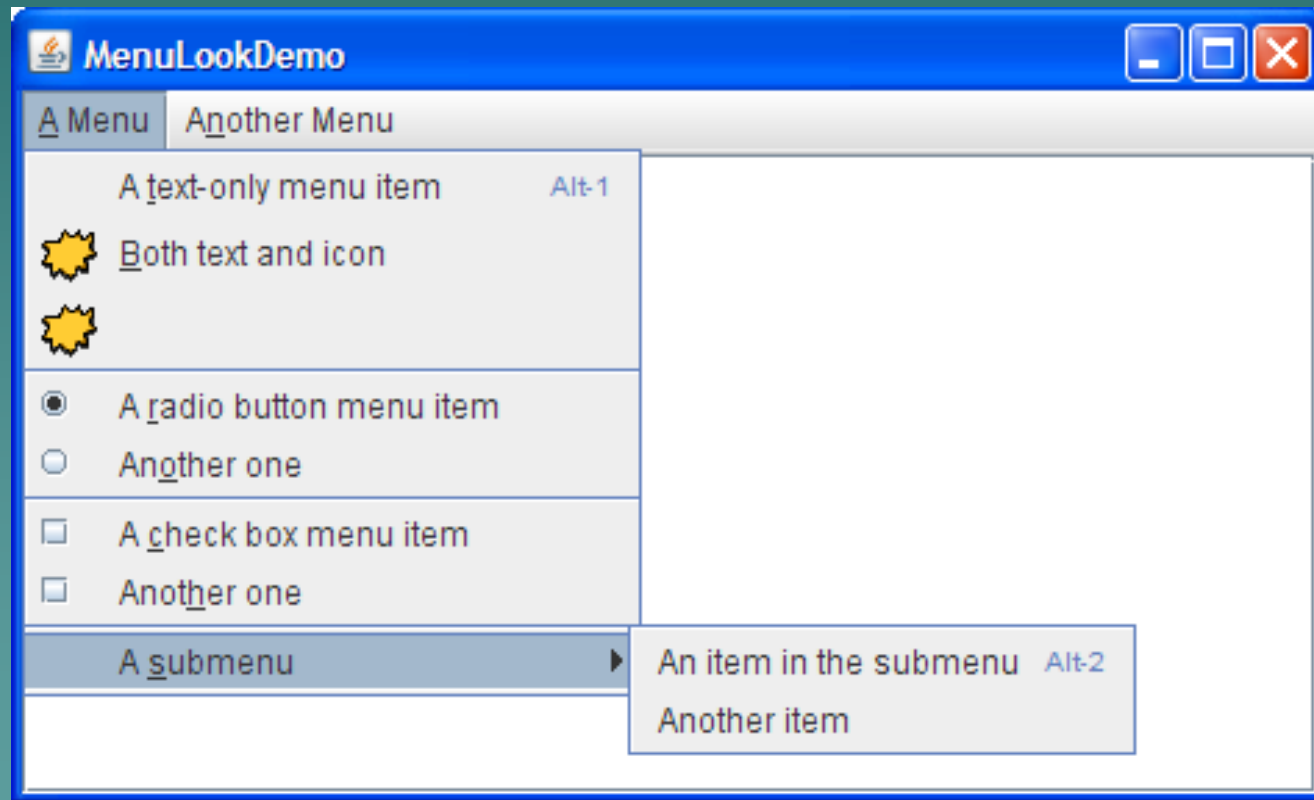 MenuLookDemo
A Menu Another Menu
A text-only menu item Alt-1
Both text and icon
A radio button menu item
Another one
A check box menu item
Another one
A submenu
An item in the submenu Alt-2
Another item